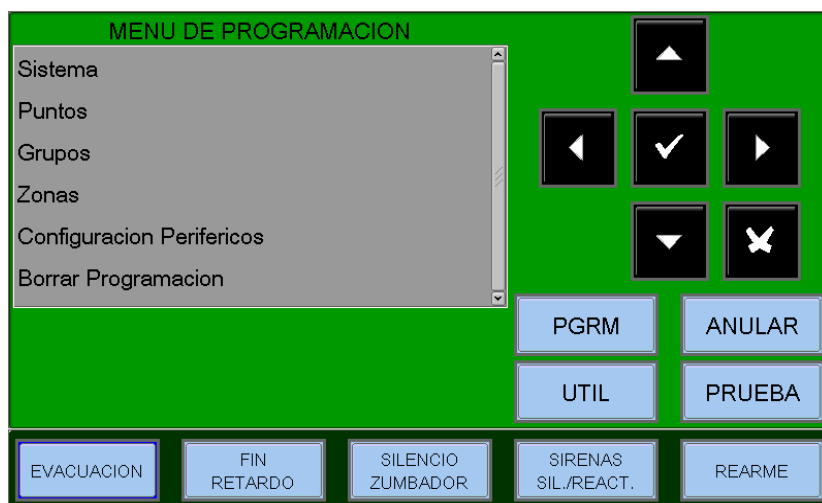 MENU DE PROGRAMACION
Sistema
Puntos
Grupos
Zonas
Configuracion Perifericos
Borrar Programacion
PGRM
ANULAR
UTIL
PRUEBA
EVACUACION
FIN
RETARDO
SILENCIO
ZUMBADOR
SIRENAS
SIL./REACT.
REARME